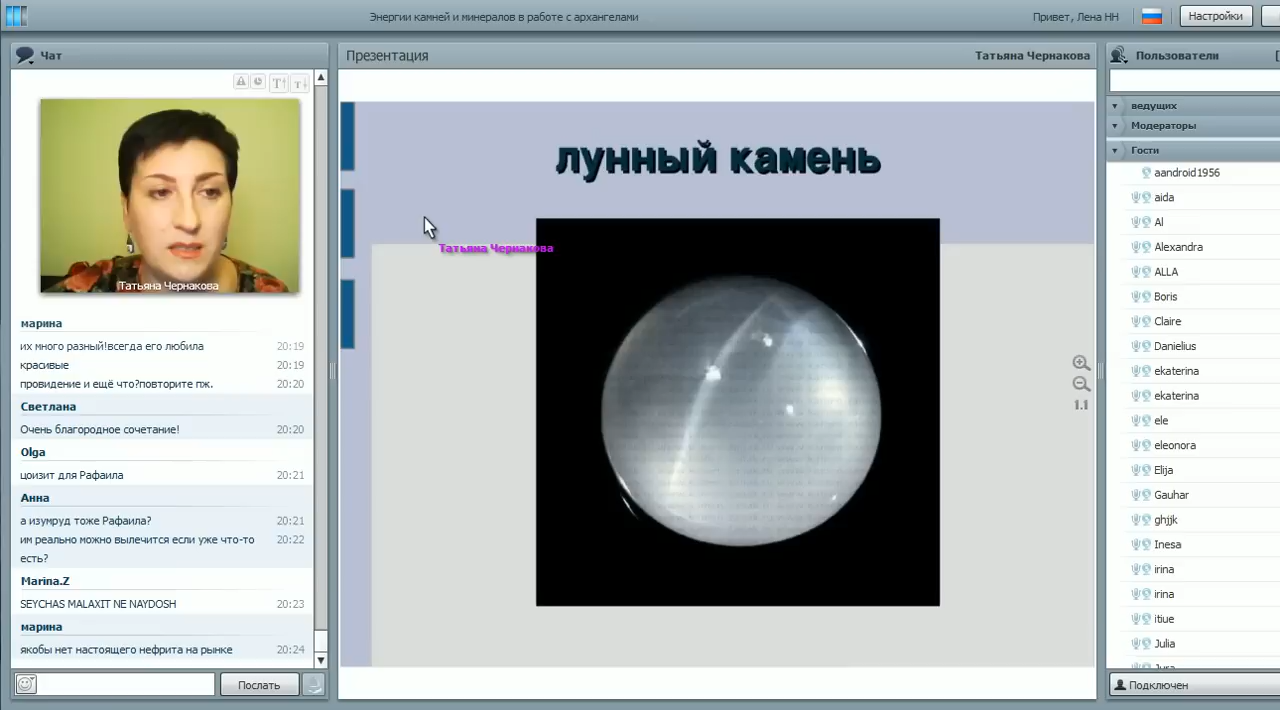 Энергии камней и минералов в работе с архангелами
Привет, Лена НН
Настройки
Чат
Татьяна Чернакова
марина
их много разный!всегда его любила 20:19
красивые 20:19
провидение и ещё что?повторите пж. 20:20
Светлана
Очень благородное сочетание! 20:20
Olga
цоизит для Рафаила 20:21
Анна
а изумруд тоже Рафаила? 20:21
им реально можно вылечится если уже что-то 20:22
есть?
Marina.Z
SEYCHAS MALAXIT NE NAYDOSH 20:23
марина
якобы нет настоящего нефрита на рынке 20:24
Послать
Презентация
Татьяна Чернакова
лунный камень
Татьяна Чернакова
1:1
Пользователи
ведущих
Модераторы
Гости
aandroid1956
aida
Al
Alexandra
ALLA
Boris
Claire
Danielius
ekaterina
ekaterina
ele
eleonora
Elija
Gauhar
ghjjk
Inesa
irina
irina
itiue
Julia
Подключен